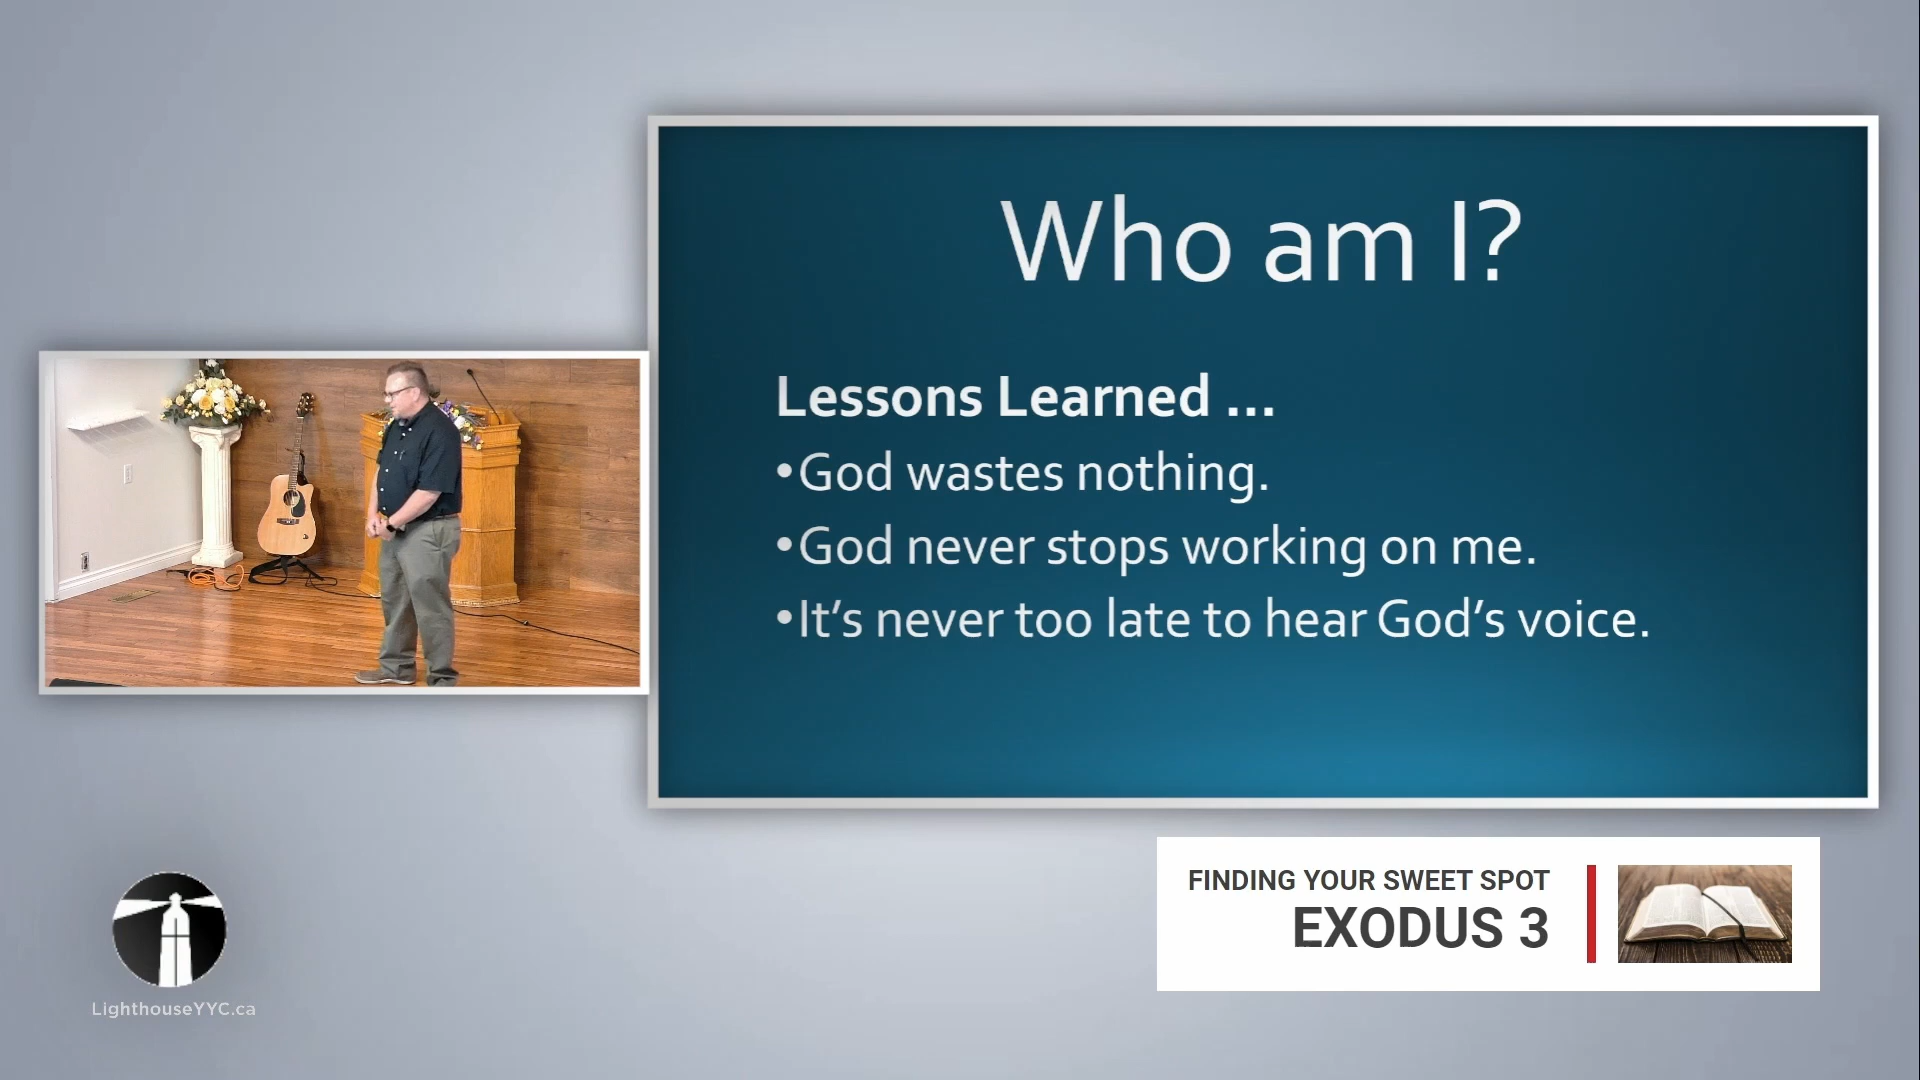 Who am I?
Lessons Learned ...
•God wastes nothing.
•God never stops working on me.
•It’s never too late to hear God’s voice.
FINDING YOUR SWEET SPOT
EXODUS 3
LighthouseYYC.ca